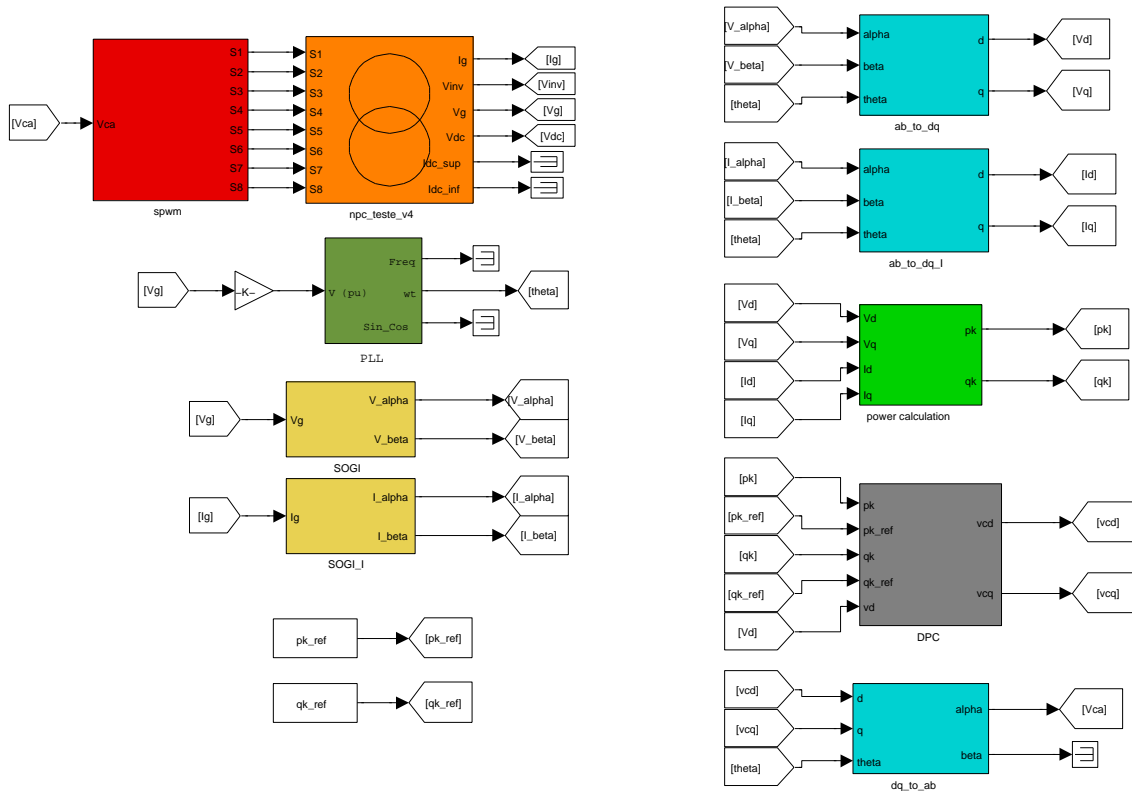 [Vca]
Vca
S1
S2
S3
S4
S5
S6
S7
S8
spwm
S1
S2
S3
S4
S5
S6
S7
S8
Ig
Vinv
Vg
Vdc
Idc_sup
Idc_inf
npc_teste_v4
[Ig]
[Vinv]
[Vg]
[Vdc]
[Vg]
-K-
V (pu)
Freq
wt
Sin_Cos
PLL
[theta]
[Vg]
Vg
V_alpha
V_beta
SOGI
[V_alpha]
[V_beta]
[Ig]
Ig
I_alpha
I_beta
SOGI_I
[I_alpha]
[I_beta]
pk_ref
[pk_ref]
qk_ref
[qk_ref]
[V_alpha]
[V_beta]
[theta]
alpha
beta
theta
d
q
ab_to_dq
[Vd]
[Vq]
[I_alpha]
[I_beta]
[theta]
alpha
beta
theta
d
q
ab_to_dq_I
[Id]
[Iq]
[Vd]
[Vq]
[Id]
[Iq]
Vd
Vq
Id
Iq
pk
qk
power calculation
[pk]
[qk]
[pk]
[pk_ref]
[qk]
[qk_ref]
[Vd]
pk
pk_ref
qk
qk_ref
vd
vcd
vcq
DPC
[vcd]
[vcq]
[vcd]
[vcq]
[theta]
d
q
theta
alpha
beta
dq_to_ab
[Vca]